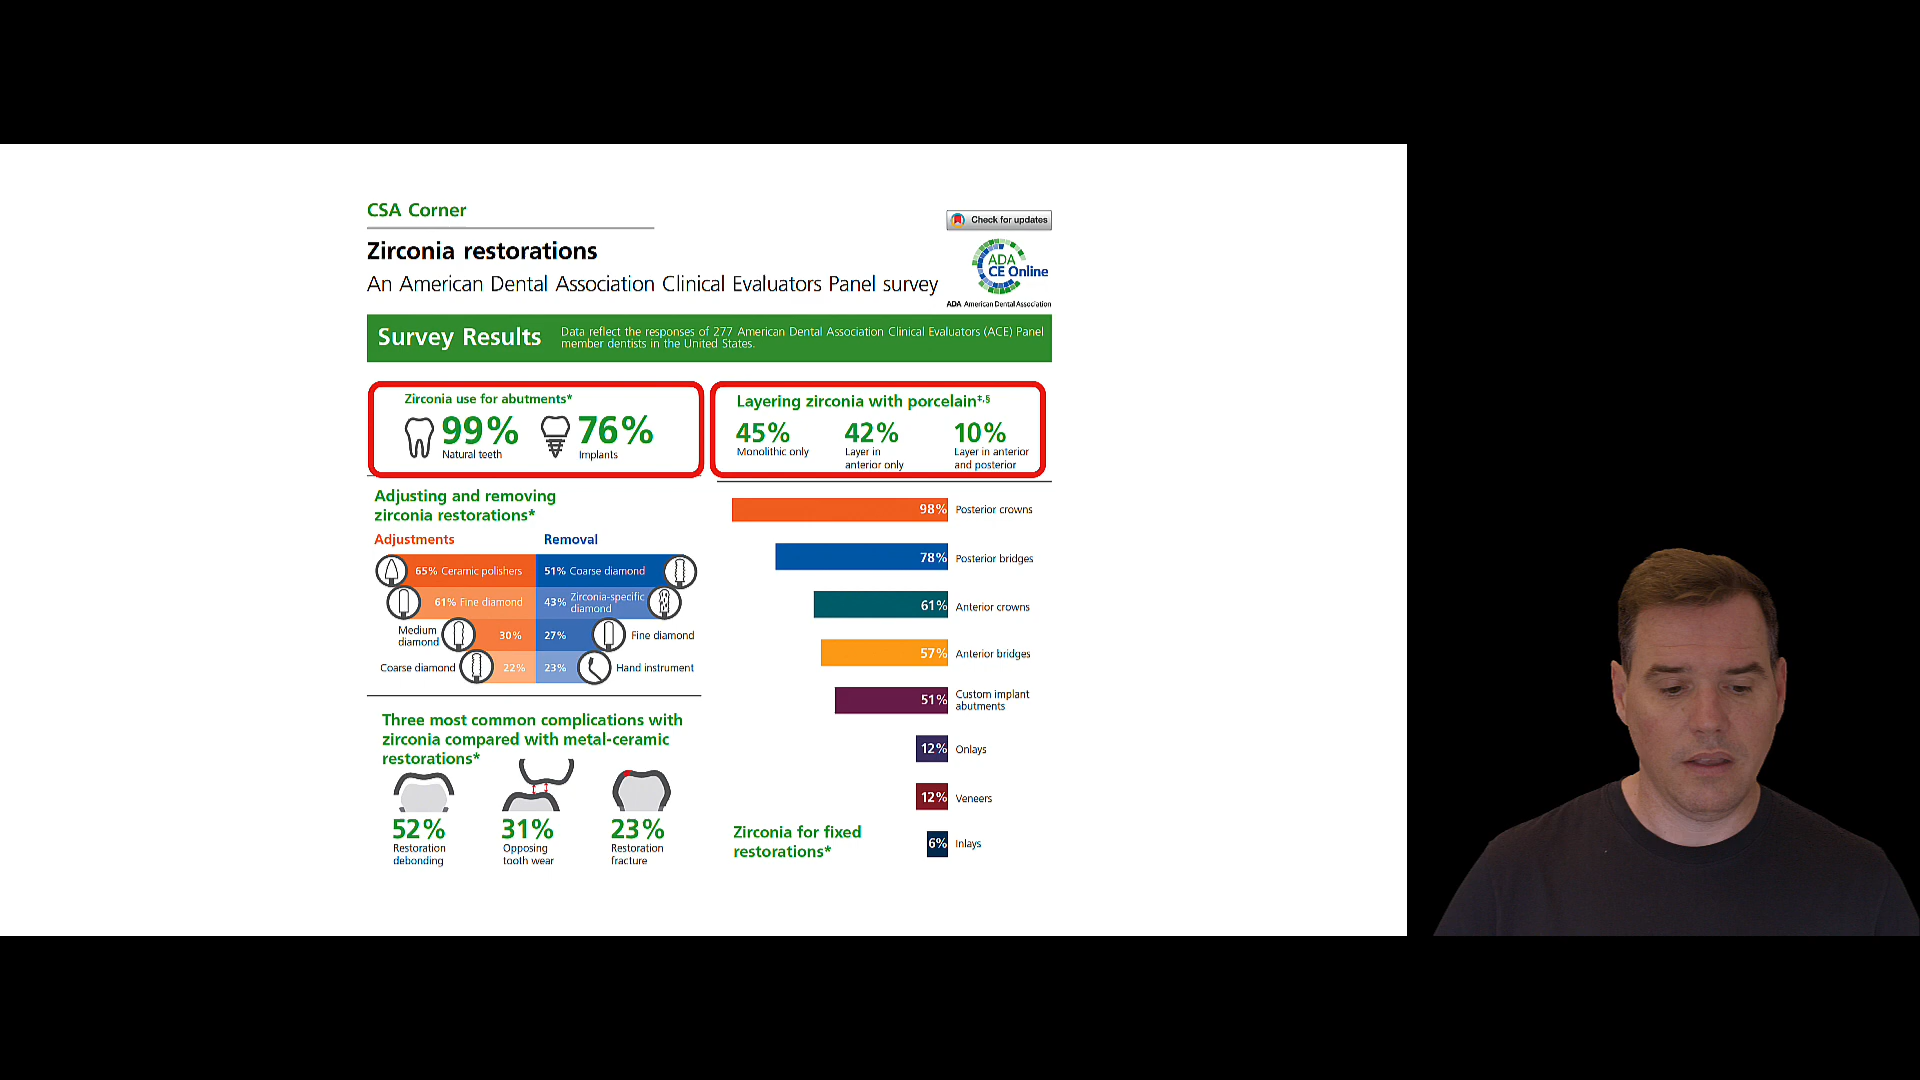 CSA Corner
Check for updates
Zirconia restorations
An American Dental Association Clinical Evaluators Panel survey
ADA
CE Online
ADA American Dental Association
Survey Results
Data reflect the responses of 277 American Dental Association Clinical Evaluators (ACE) Panel
member dentists in the United States.
Zirconia use for abutments*
99%
Natural teeth
76%
Implants
Layering zirconia with porcelain‡,§
45%
Monolithic only
42%
Layer in
anterior only
10%
Layer in anterior
and posterior
Adjusting and removing
zirconia restorations*
Adjustments
Removal
65% Ceramic polishers
51% Coarse diamond
61% Fine diamond
43% Zirconia-specific
diamond
Medium
diamond
30%
27%
Fine diamond
Coarse diamond
22%
23%
Hand instrument
Three most common complications with
zirconia compared with metal-ceramic
restorations*
52%
Restoration
debonding
31%
Opposing
tooth wear
23%
Restoration
fracture
98% Posterior crowns
78% Posterior bridges
61% Anterior crowns
57% Anterior bridges
51% Custom implant
abutments
12% Onlays
12% Veneers
6% Inlays
Zirconia for fixed
restorations*